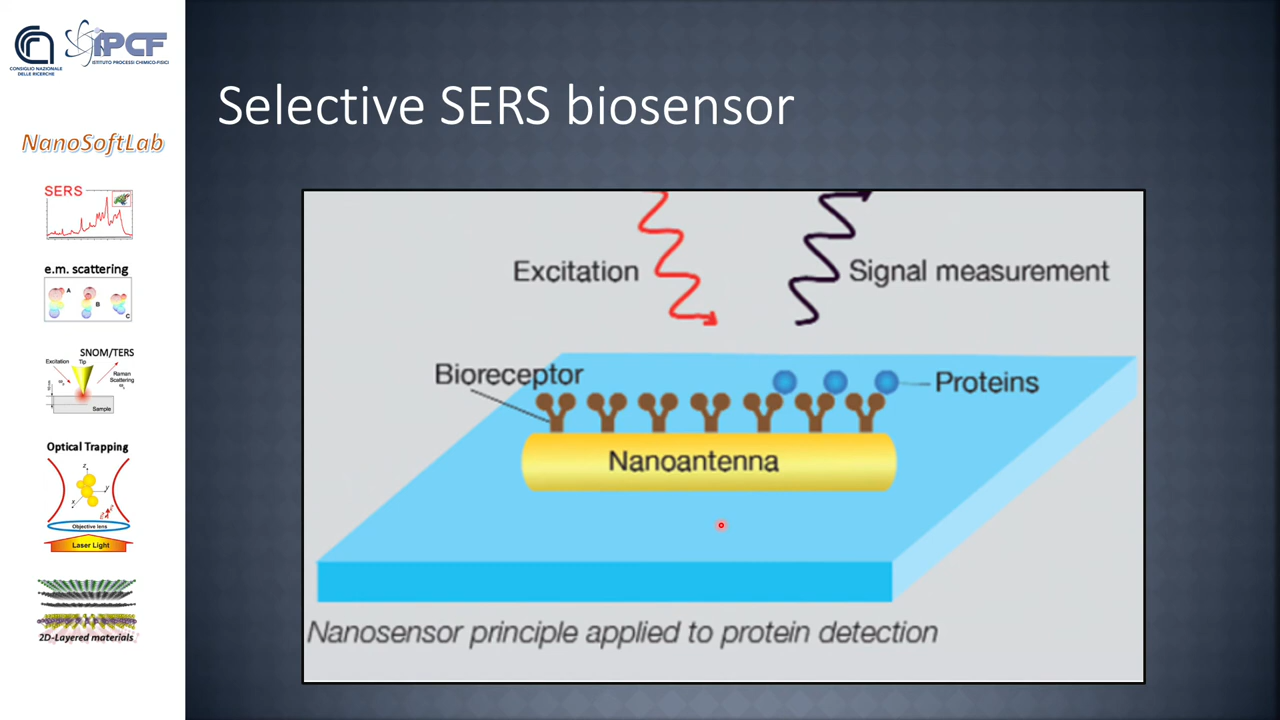 CONSIGLIO NAZIONALE
DELLE RICERCHE
IPCF
ISTITUTO PROCESSI CHIMICO-FISICI
NanoSoftLab
SERS
e.m. scattering
A
B
C
SNOM/TERS
Excitation
Tip
Raman
Scattering
Sample
Optical Trapping
z
y
x
Objective lens
Laser Light
2D-Layered materials
Selective SERS biosensor
Excitation
Signal measurement
Bioreceptor
Proteins
Nanoantenna
Nanosensor principle applied to protein detection